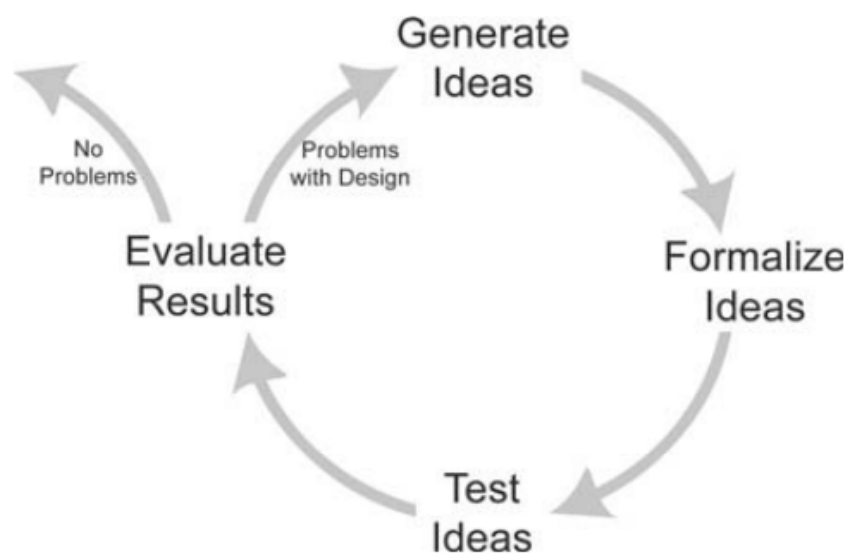 Generate
Ideas
No
Problems
Problems
with Design
Evaluate
Results
Formalize
Ideas
Test
Ideas